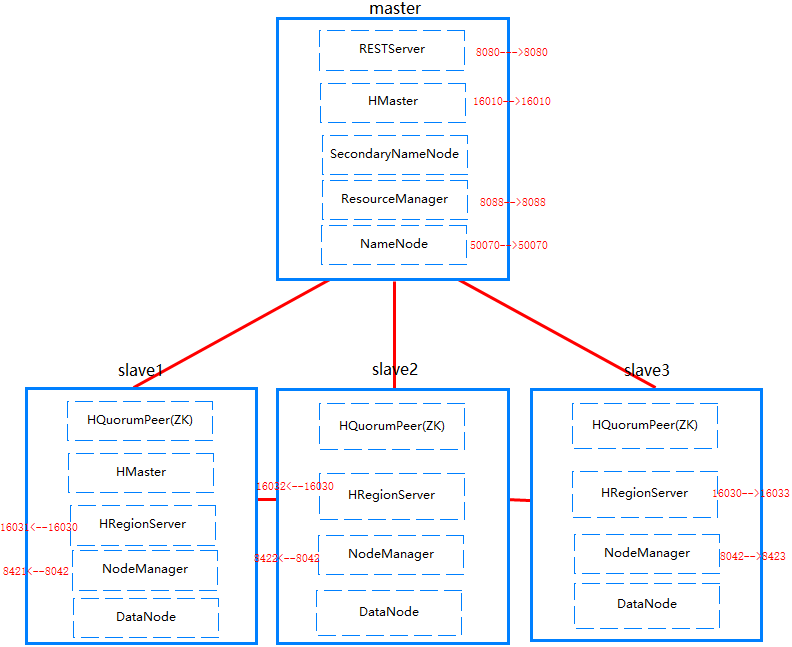 master
RESTServer
8080--->8080
HMaster
16010-->16010
SecondaryNameNode
ResourceManager
8088-->8088
NameNode
50070-->50070
slave1
HQuorumPeer(ZK)
HMaster
HRegionServer
16031<--16030
NodeManager
8421<--8042
DataNode
slave2
HQuorumPeer(ZK)
16032<--16030
HRegionServer
8422<--8042
NodeManager
DataNode
slave3
HQuorumPeer(ZK)
HRegionServer
16030-->16033
NodeManager
8042-->8423
DataNode